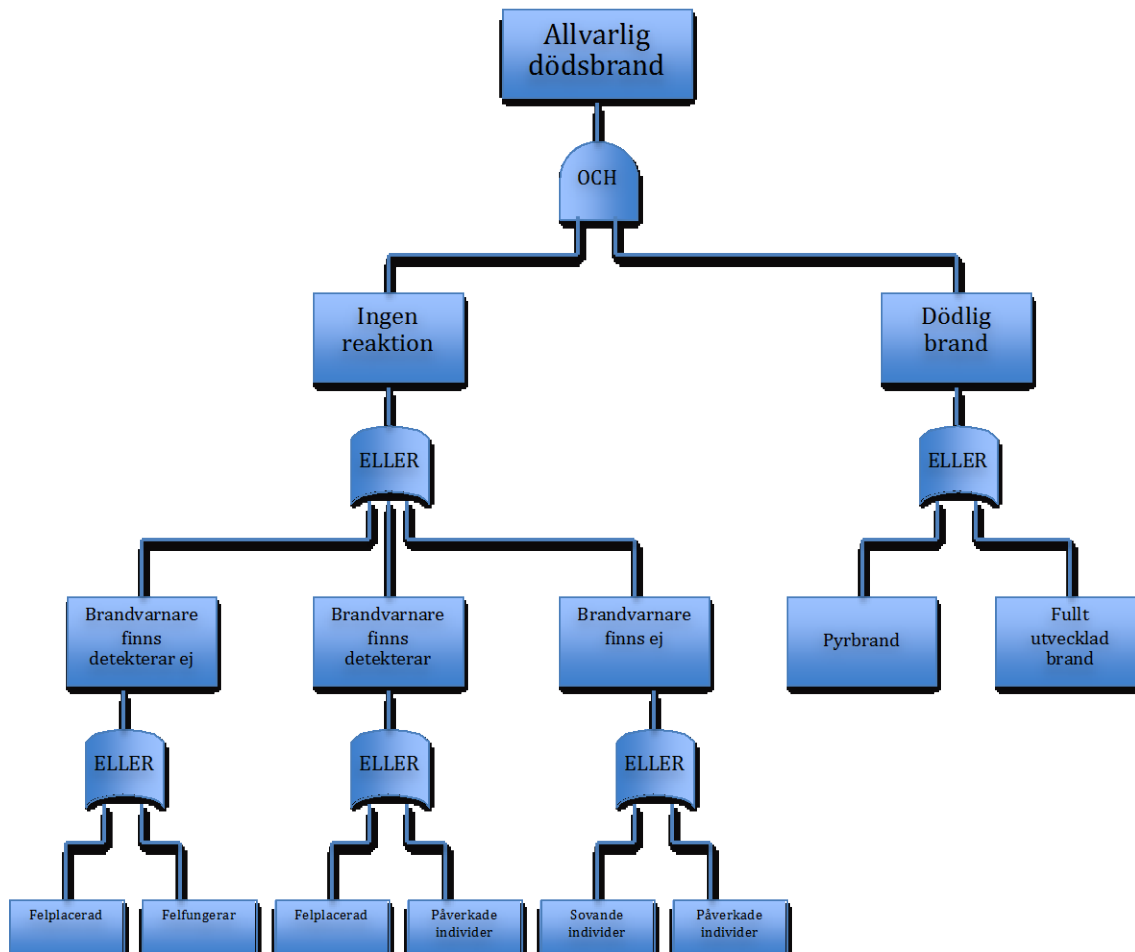 Allvarlig
dödsbrand
OCH
Ingen
reaktion
Dödlig
brand
ELLER
ELLER
Brandvarnare
finns
detekterar ej
Brandvarnare
finns
detekterar
Brandvarnare
finns ej
Pyrbrand
Fullt
utvecklad
brand
ELLER
ELLER
ELLER
Felplacerad
Felfungerar
Felplacerad
Påverkade
individer
Sovande
individer
Påverkade
individer